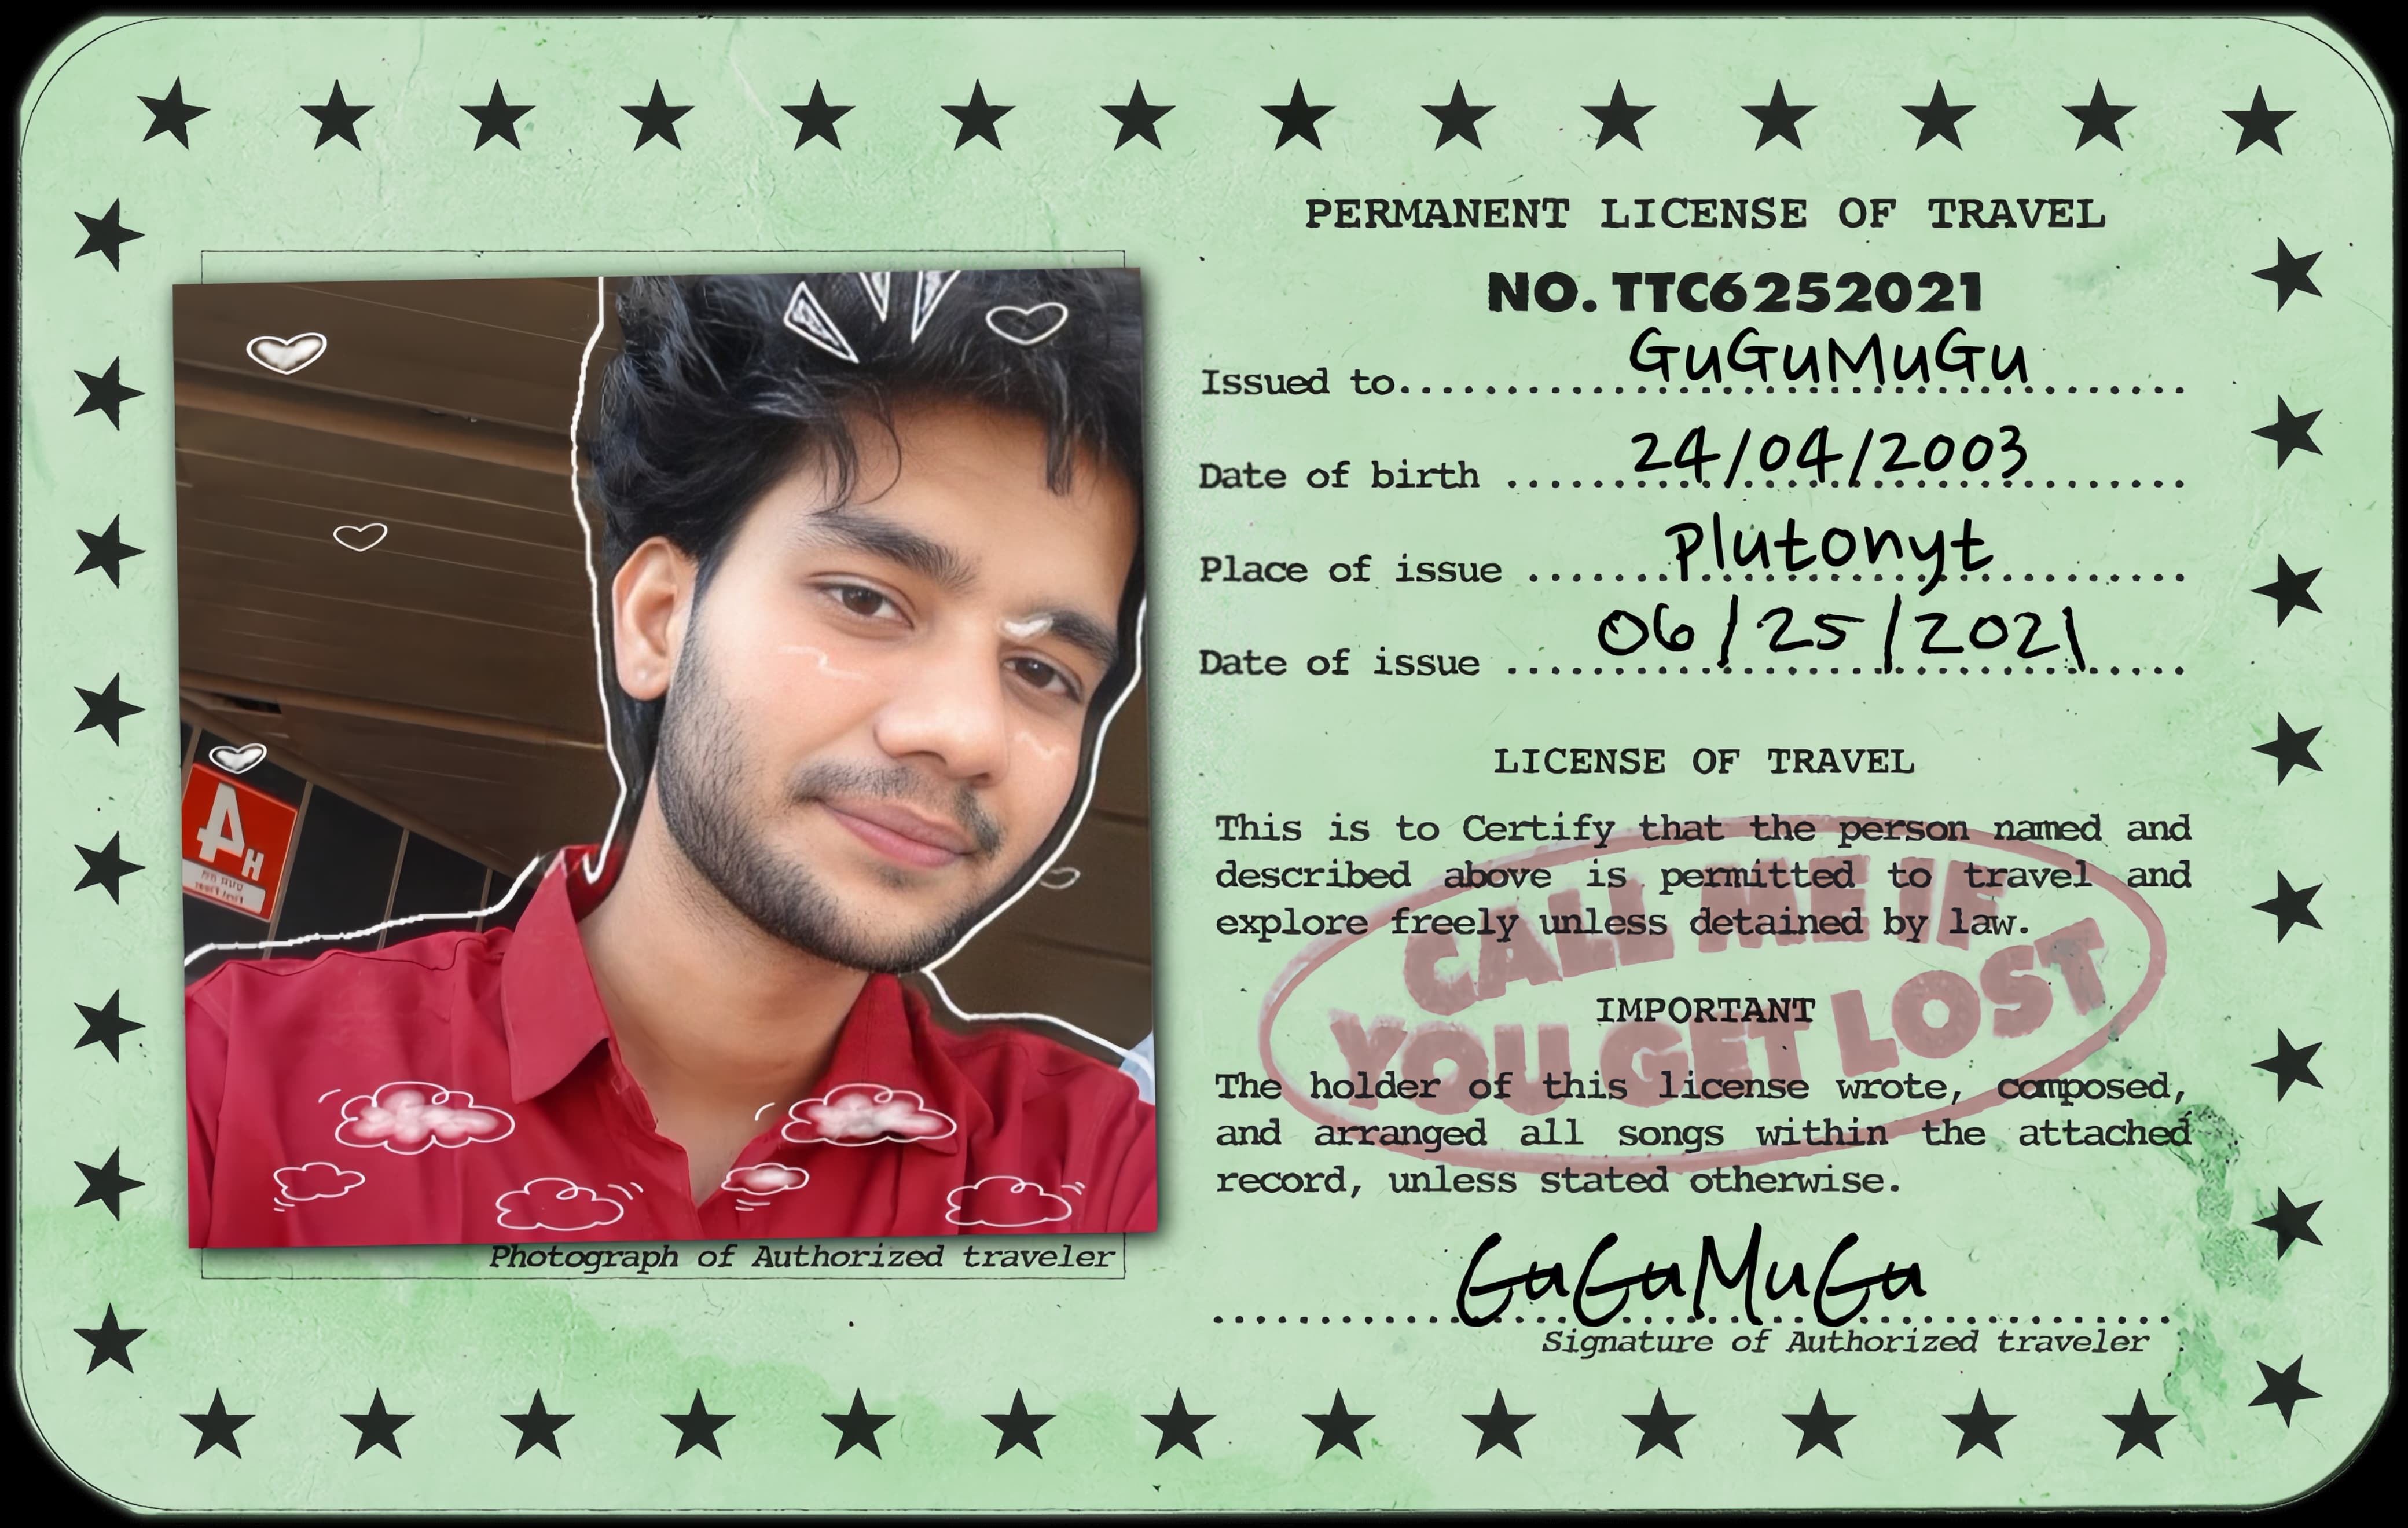 PERMANENT LICENSE OF TRAVEL
NO. TTC6252021
Issued to GuGuMuGu
Date of birth 24/04/2003
Place of issue plutonyt
Date of issue 06/25/2021
LICENSE OF TRAVEL
This is to Certify that the person named and
described above is permitted to travel and
explore freely unless detained by law.
CALL ME IF
YOU GET LOST
IMPORTANT
The holder of this license wrote, composed,
and arranged all songs within the attached
record, unless stated otherwise.
GuGuMuGu
Signature of Authorized traveler
4
H
Photograph of Authorized traveler